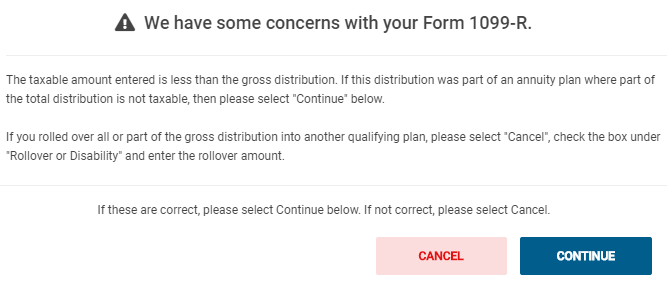 We have some concerns with your Form 1099-R.
The taxable amount entered is less than the gross distribution. If this distribution was part of an annuity plan where part of
the total distribution is not taxable, then please select "Continue" below.
If you rolled over all or part of the gross distribution into another qualifying plan, please select "Cancel", check the box under
"Rollover or Disability" and enter the rollover amount.
If these are correct, please select Continue below. If not correct, please select Cancel.
CANCEL
CONTINUE